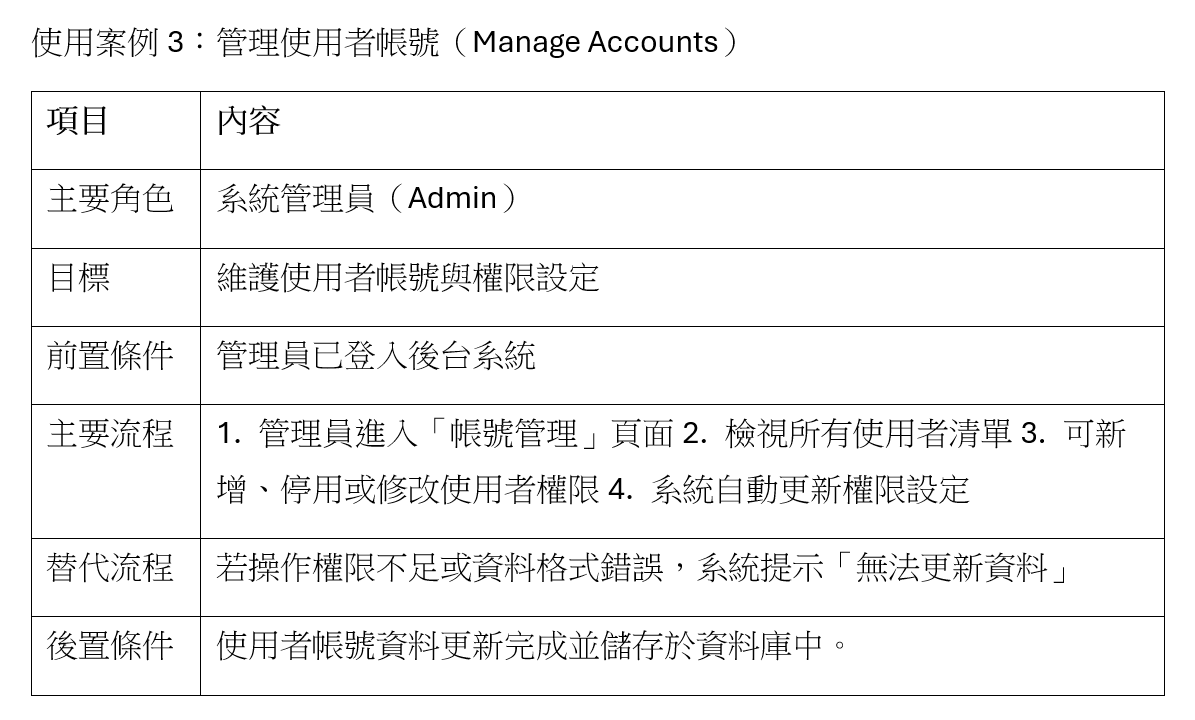 使用案例 3：管理使用者帳號（Manage Accounts）
項目 內容
主要角色 系統管理員（Admin）
目標 維護使用者帳號與權限設定
前置條件 管理員已登入後台系統
主要流程 1. 管理員進入「帳號管理」頁面 2. 檢視所有使用者清單 3. 可新
增、停用或修改使用者權限 4. 系統自動更新權限設定
替代流程 若操作權限不足或資料格式錯誤，系統提示「無法更新資料」
後置條件 使用者帳號資料更新完成並儲存於資料庫中。